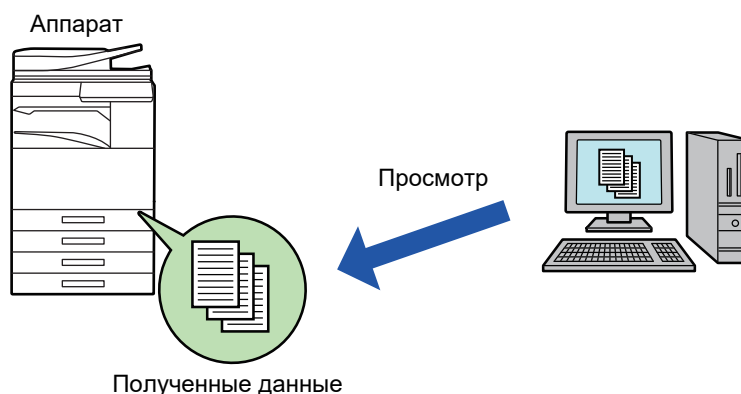 Аппарат
Просмотр
Полученные данные